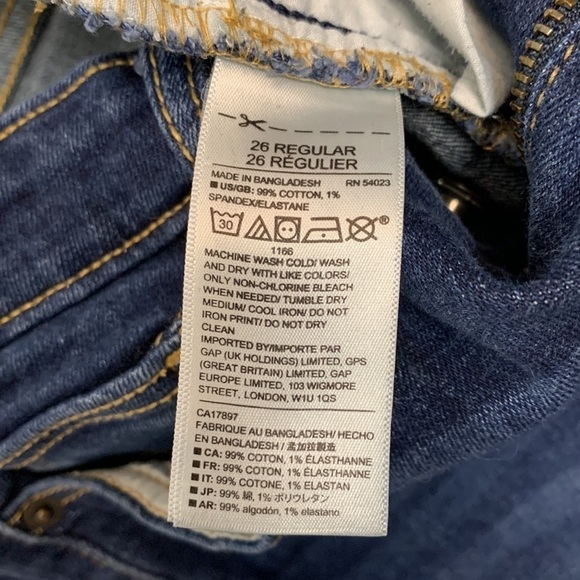 26 REGULAR
26 RÉGULIER
MADE IN BANGLADESH RN 54023
■ US/GB: 99% COTTON, 1%
SPANDEX/ELASTANE
30 ®
1166
MACHINE WASH COLD/ WASH
AND DRY WITH LIKE COLORS/
ONLY NON-CHLORINE BLEACH
WHEN NEEDED/ TUMBLE DRY
MEDIUM/ COOL IRON/ DO NOT
IRON PRINT/ DO NOT DRY
CLEAN
IMPORTED BY/IMPORTE PAR
GAP (UK HOLDINGS) LIMITED, GPS
(GREAT BRITAIN) LIMITED, GAP
EUROPE LIMITED, 103 WIGMORE
STREET, LONDON, W1U 1QS
CA17897
FABRIQUE AU BANGLADESH/ HECHO
EN BANGLADESH / 孟加拉製造
■ CA: 99% COTON, 1% ÉLASTHANNE
■ FR: 99% COTON, 1% ÉLASTHANNE
■ IT: 99% COTONE, 1% ELASTAN
■ JP: 99% 綿, 1% ポリウレタン
■ AR: 99% algodón, 1% elastano